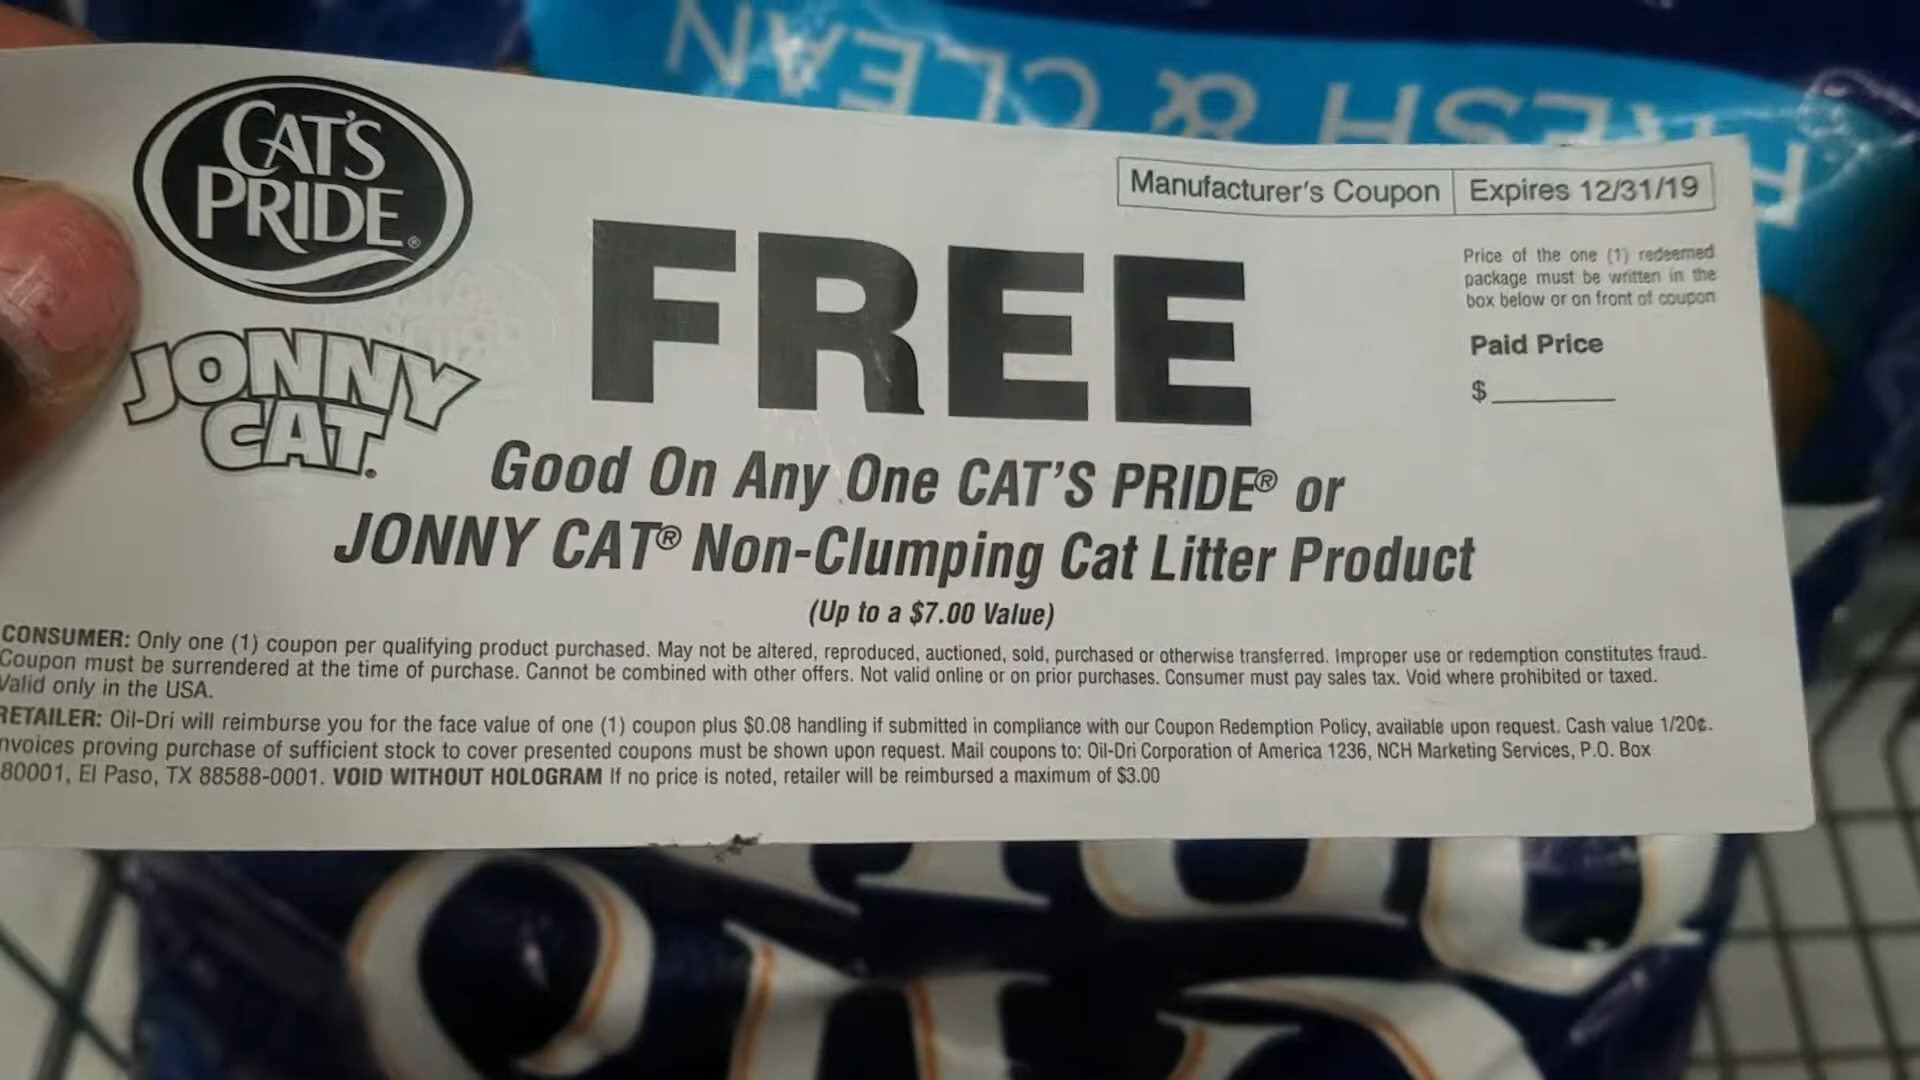 FRESH & CLEAN
CAT'S
PRIDE®
JONNY
CAT®
Manufacturer's Coupon Expires 12/31/19
FREE
Price of the one (1) redeemed
package must be written in the
box below or on front of coupon
Paid Price
$
Good On Any One CAT'S PRIDE® or
JONNY CAT® Non-Clumping Cat Litter Product
(Up to a $7.00 Value)
CONSUMER: Only one (1) coupon per qualifying product purchased. May not be altered, reproduced, auctioned, sold, purchased or otherwise transferred. Improper use or redemption constitutes fraud.
Coupon must be surrendered at the time of purchase. Cannot be combined with other offers. Not valid online or on prior purchases. Consumer must pay sales tax. Void where prohibited or taxed.
Valid only in the USA.
RETAILER: Oil-Dri will reimburse you for the face value of one (1) coupon plus $0.08 handling if submitted in compliance with our Coupon Redemption Policy, available upon request. Cash value 1/20¢.
nvoices proving purchase of sufficient stock to cover presented coupons must be shown upon request. Mail coupons to: Oil-Dri Corporation of America 1236, NCH Marketing Services, P.O. Box
80001, El Paso, TX 88588-0001. VOID WITHOUT HOLOGRAM If no price is noted, retailer will be reimbursed a maximum of $3.00